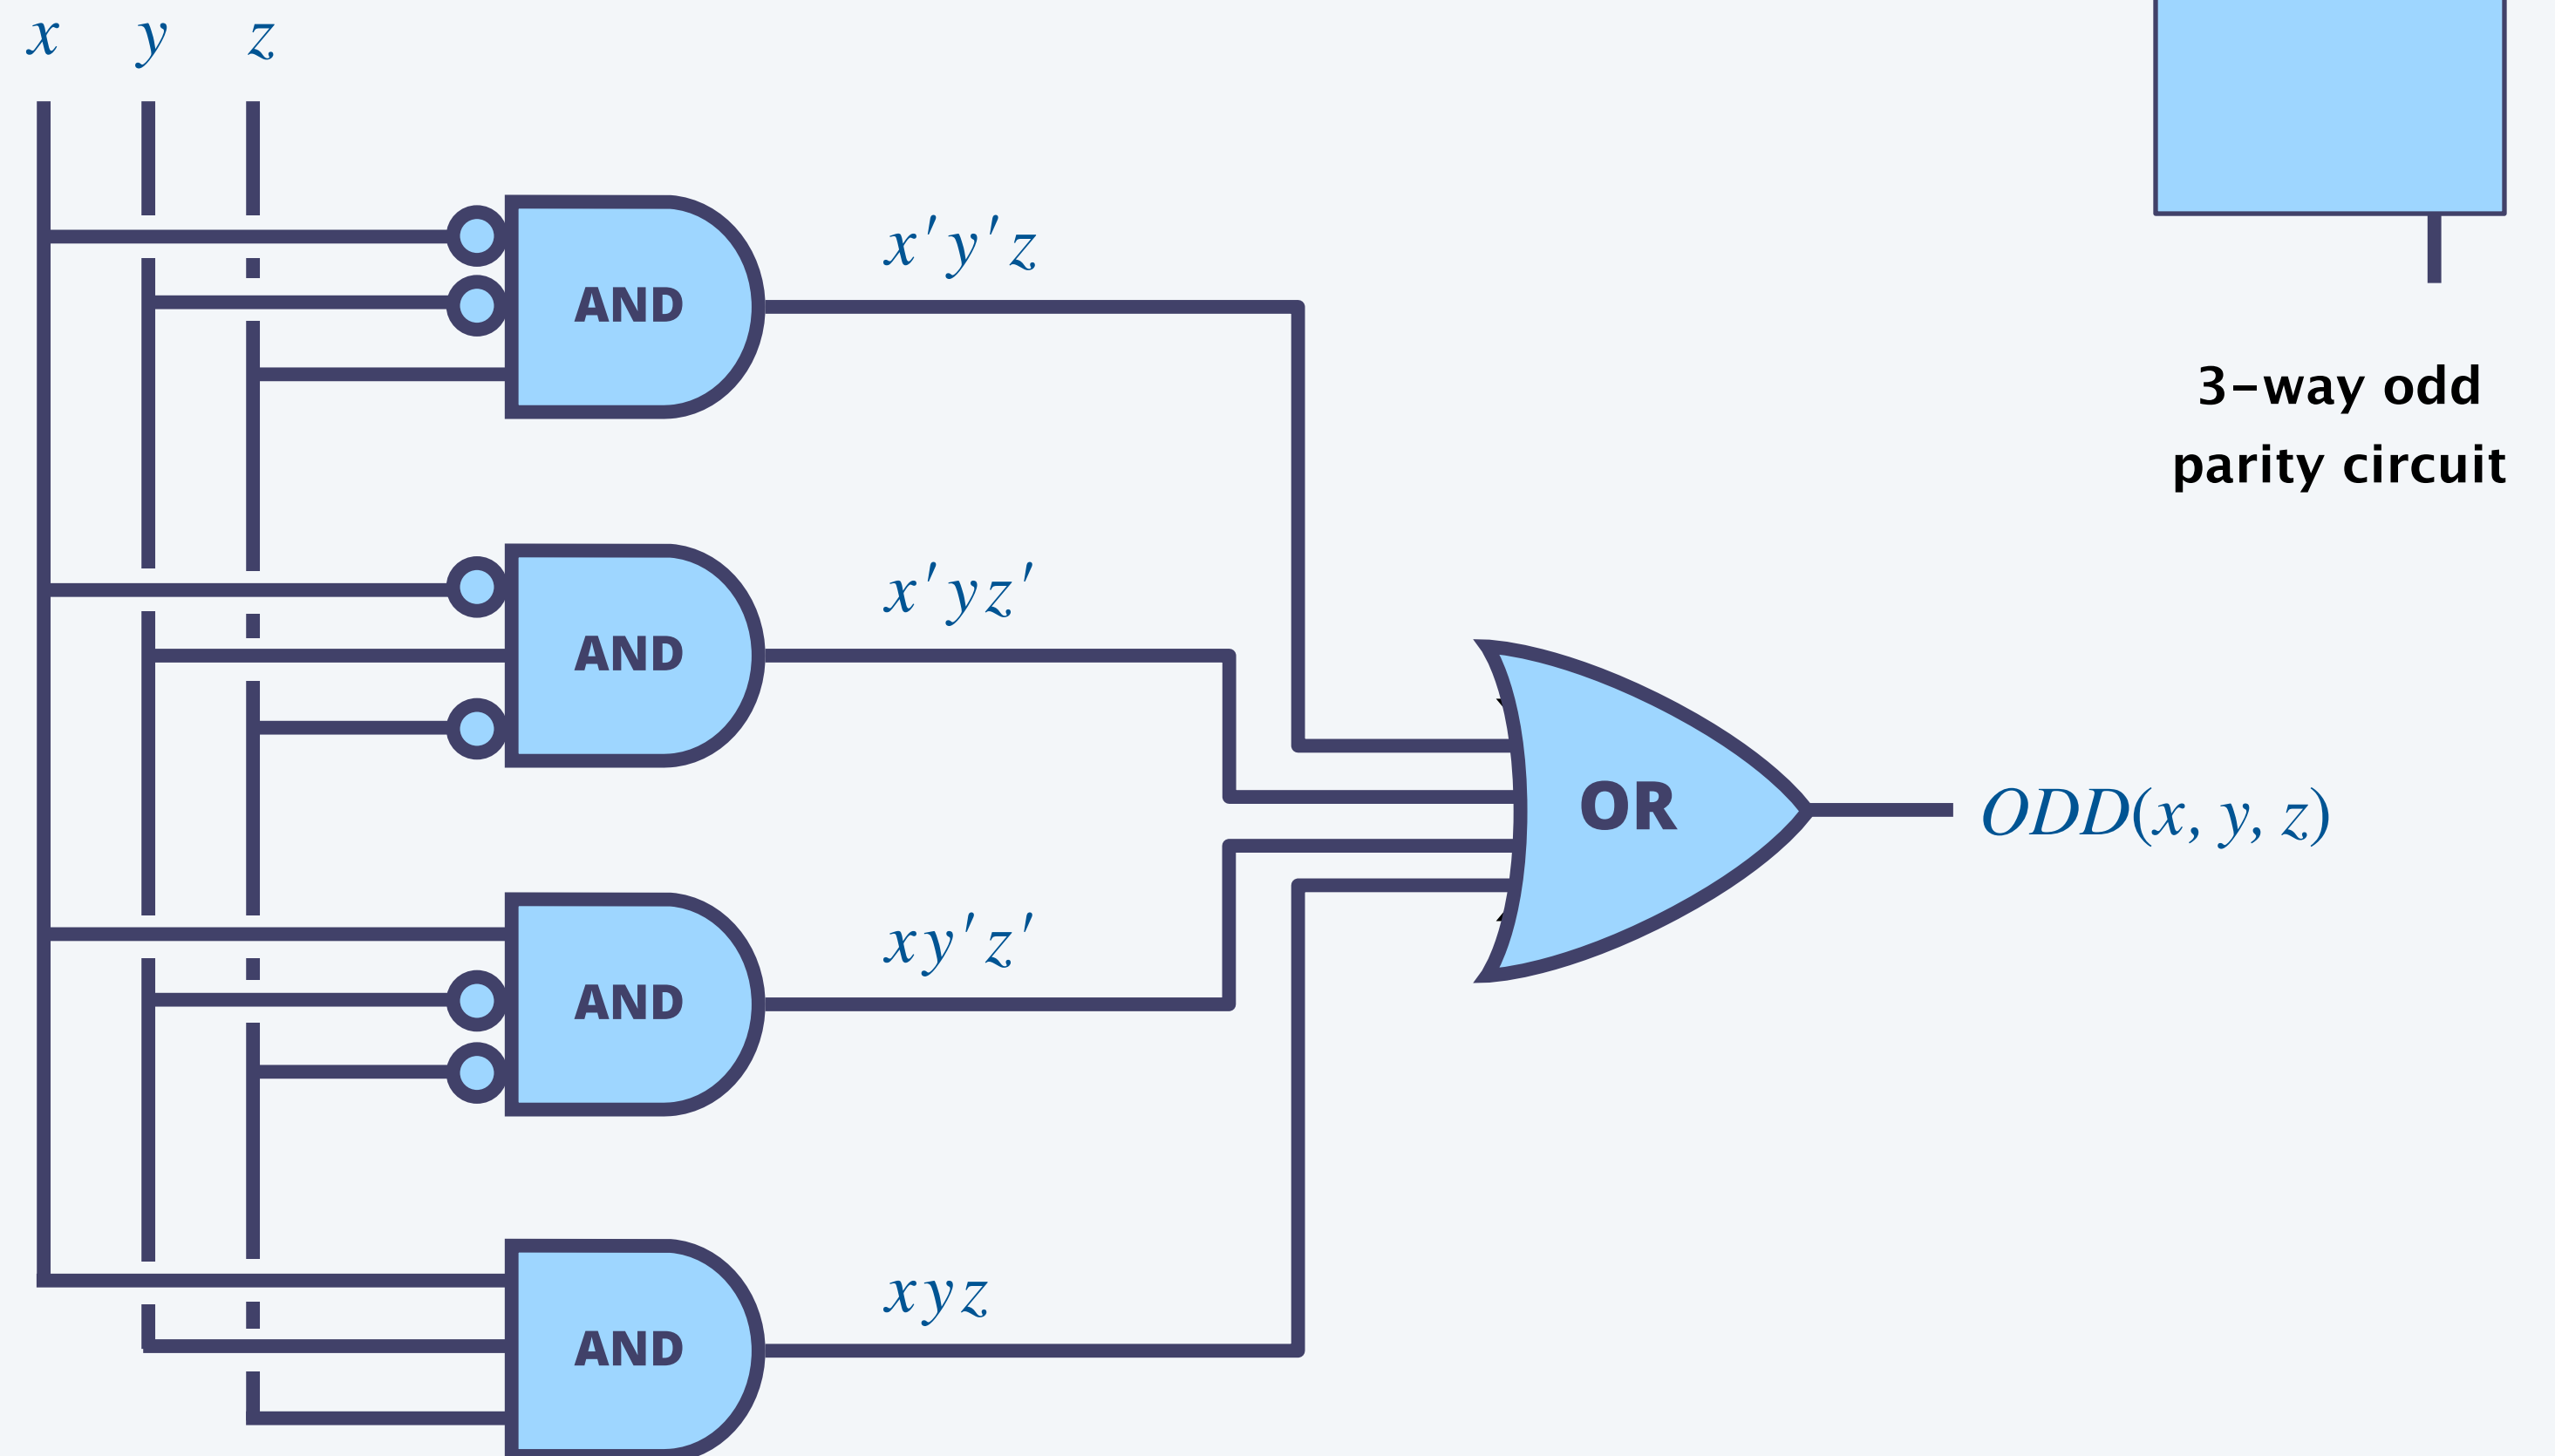 x y z
x′y′z
AND
3-way odd
parity circuit
x′yz′
AND
OR
ODD(x, y, z)
xy′z′
AND
xyz
AND